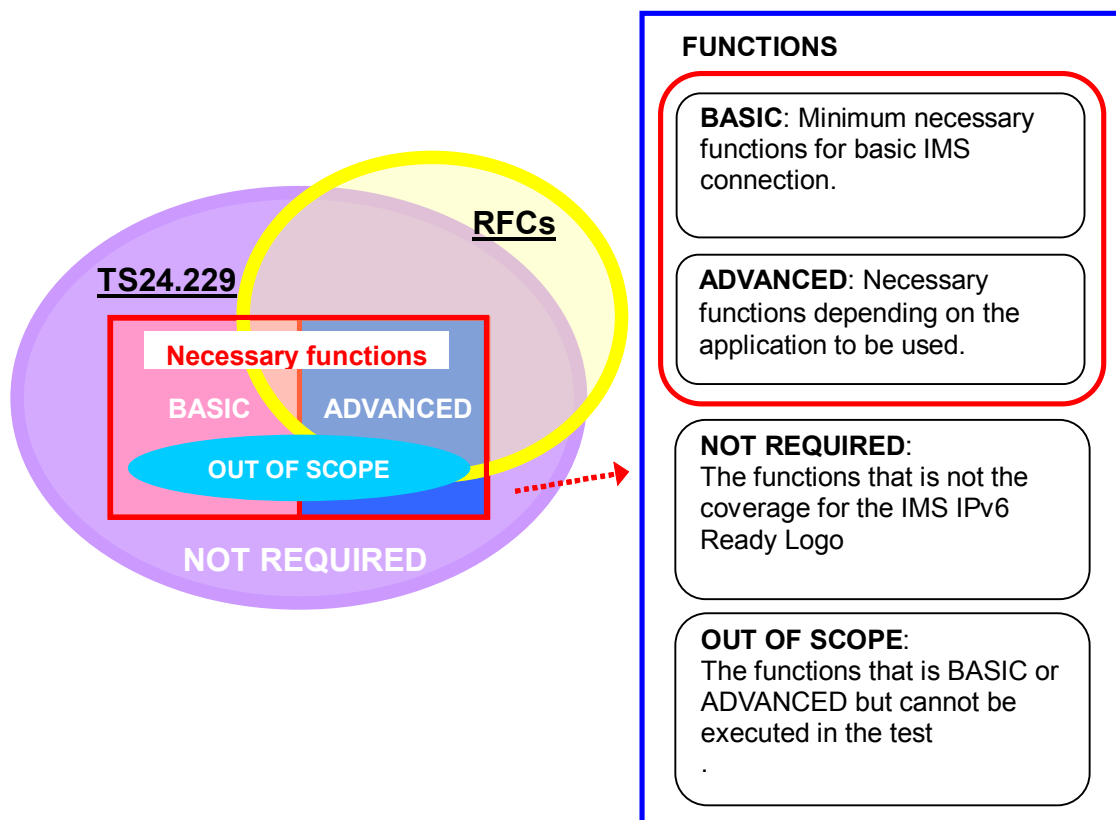 RFCs
TS24.229
Necessary functions
BASIC
ADVANCED
OUT OF SCOPE
NOT REQUIRED
FUNCTIONS
BASIC: Minimum necessary
functions for basic IMS
connection.
ADVANCED: Necessary
functions depending on the
application to be used.
NOT REQUIRED:
The functions that is not the
coverage for the IMS IPv6
Ready Logo
OUT OF SCOPE:
The functions that is BASIC or
ADVANCED but cannot be
executed in the test
.